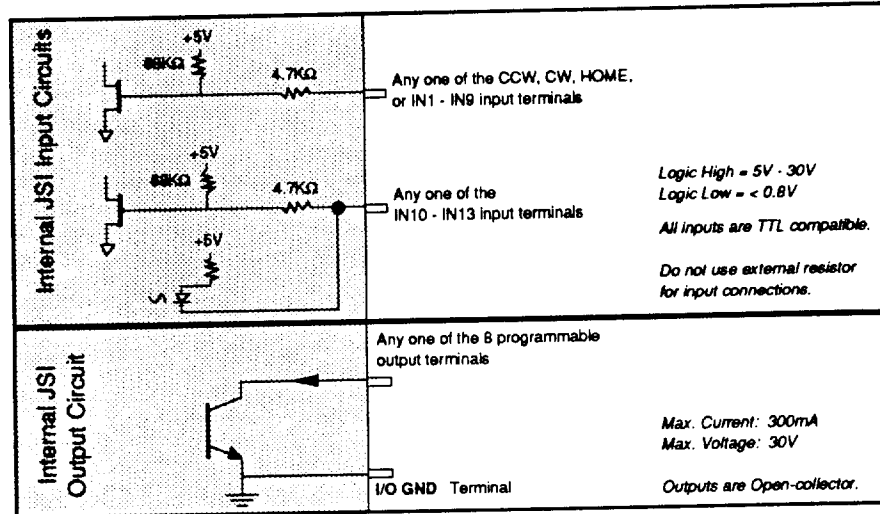 Internal JSI Input Circuits
+5V
68KΩ
4.7KΩ
Any one of the CCW, CW, HOME,
or IN1 - IN9 input terminals
+5V
68KΩ
4.7KΩ
Any one of the
IN10 - IN13 input terminals
+5V
Logic High = 5V - 30V
Logic Low = < 0.8V
All inputs are TTL compatible.
Do not use external resistor
for input connections.
Internal JSI
Output Circuit
Any one of the 8 programmable
output terminals
I/O GND Terminal
Max. Current: 300mA
Max. Voltage: 30V
Outputs are Open-collector.